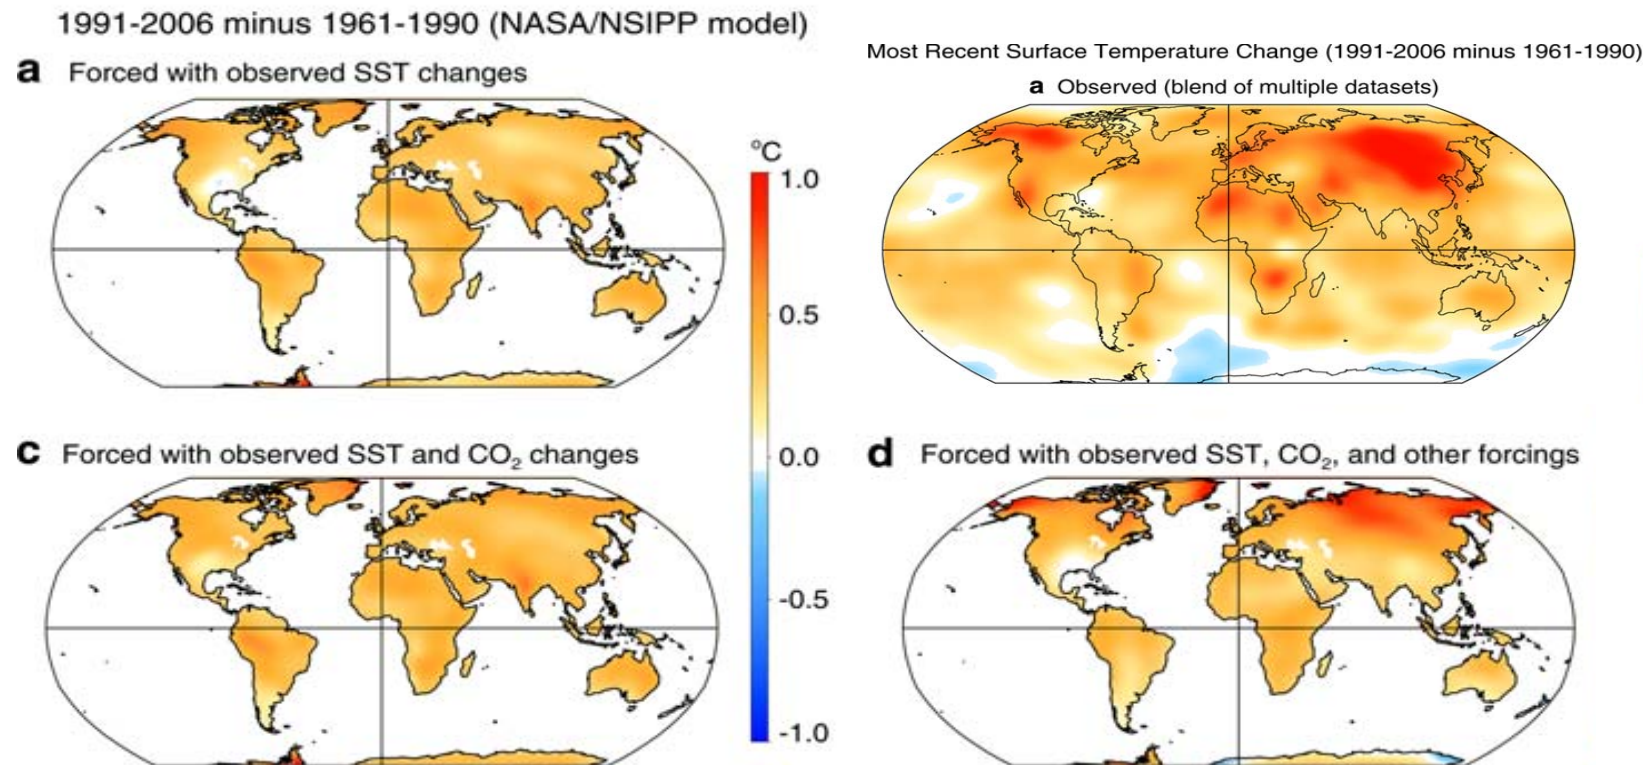 1991-2006 minus 1961-1990 (NASA/NSIPP model)
a Forced with observed SST changes
Most Recent Surface Temperature Change (1991-2006 minus 1961-1990)
a Observed (blend of multiple datasets)
°C
1.0
0.5
0.0
-0.5
-1.0
c Forced with observed SST and CO₂ changes
d Forced with observed SST, CO₂, and other forcings